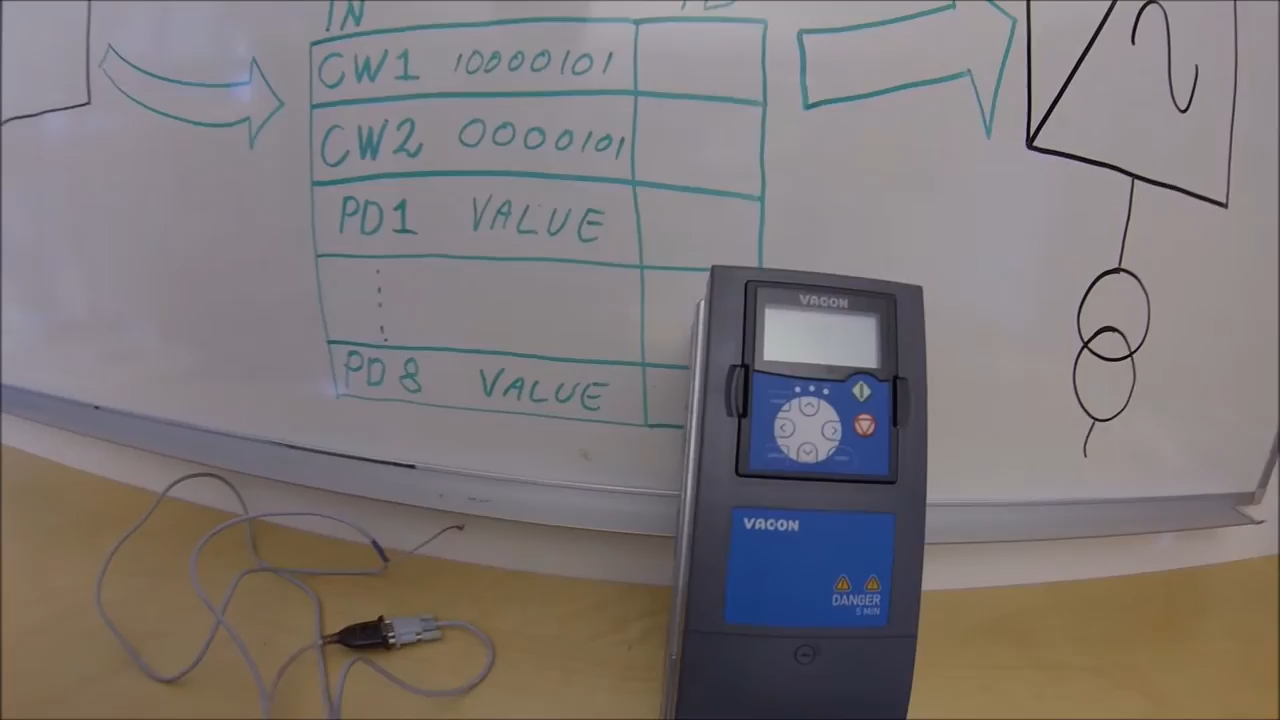 IN
CW1 10000101
CW2 0000101
PD1 VALUE
PD8 VALUE
VACON
VACON
DANGER
5 MIN